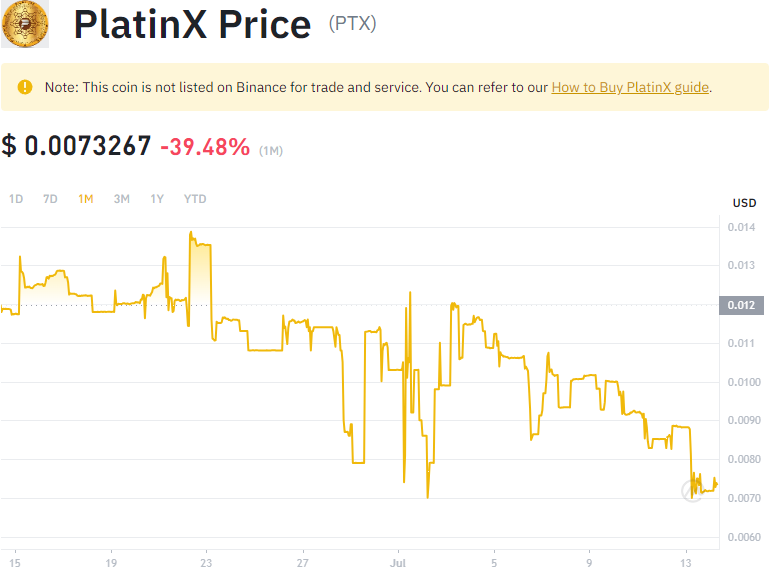 PlatinX Price (PTX)
Note: This coin is not listed on Binance for trade and service. You can refer to our How to Buy PlatinX guide.
$ 0.0073267 -39.48% (1M)
1D 7D 1M 3M 1Y YTD
USD
0.014
0.013
0.012
0.011
0.0100
0.0090
0.0080
0.0070
0.0060
15 19 23 27 Jul 5 9 13